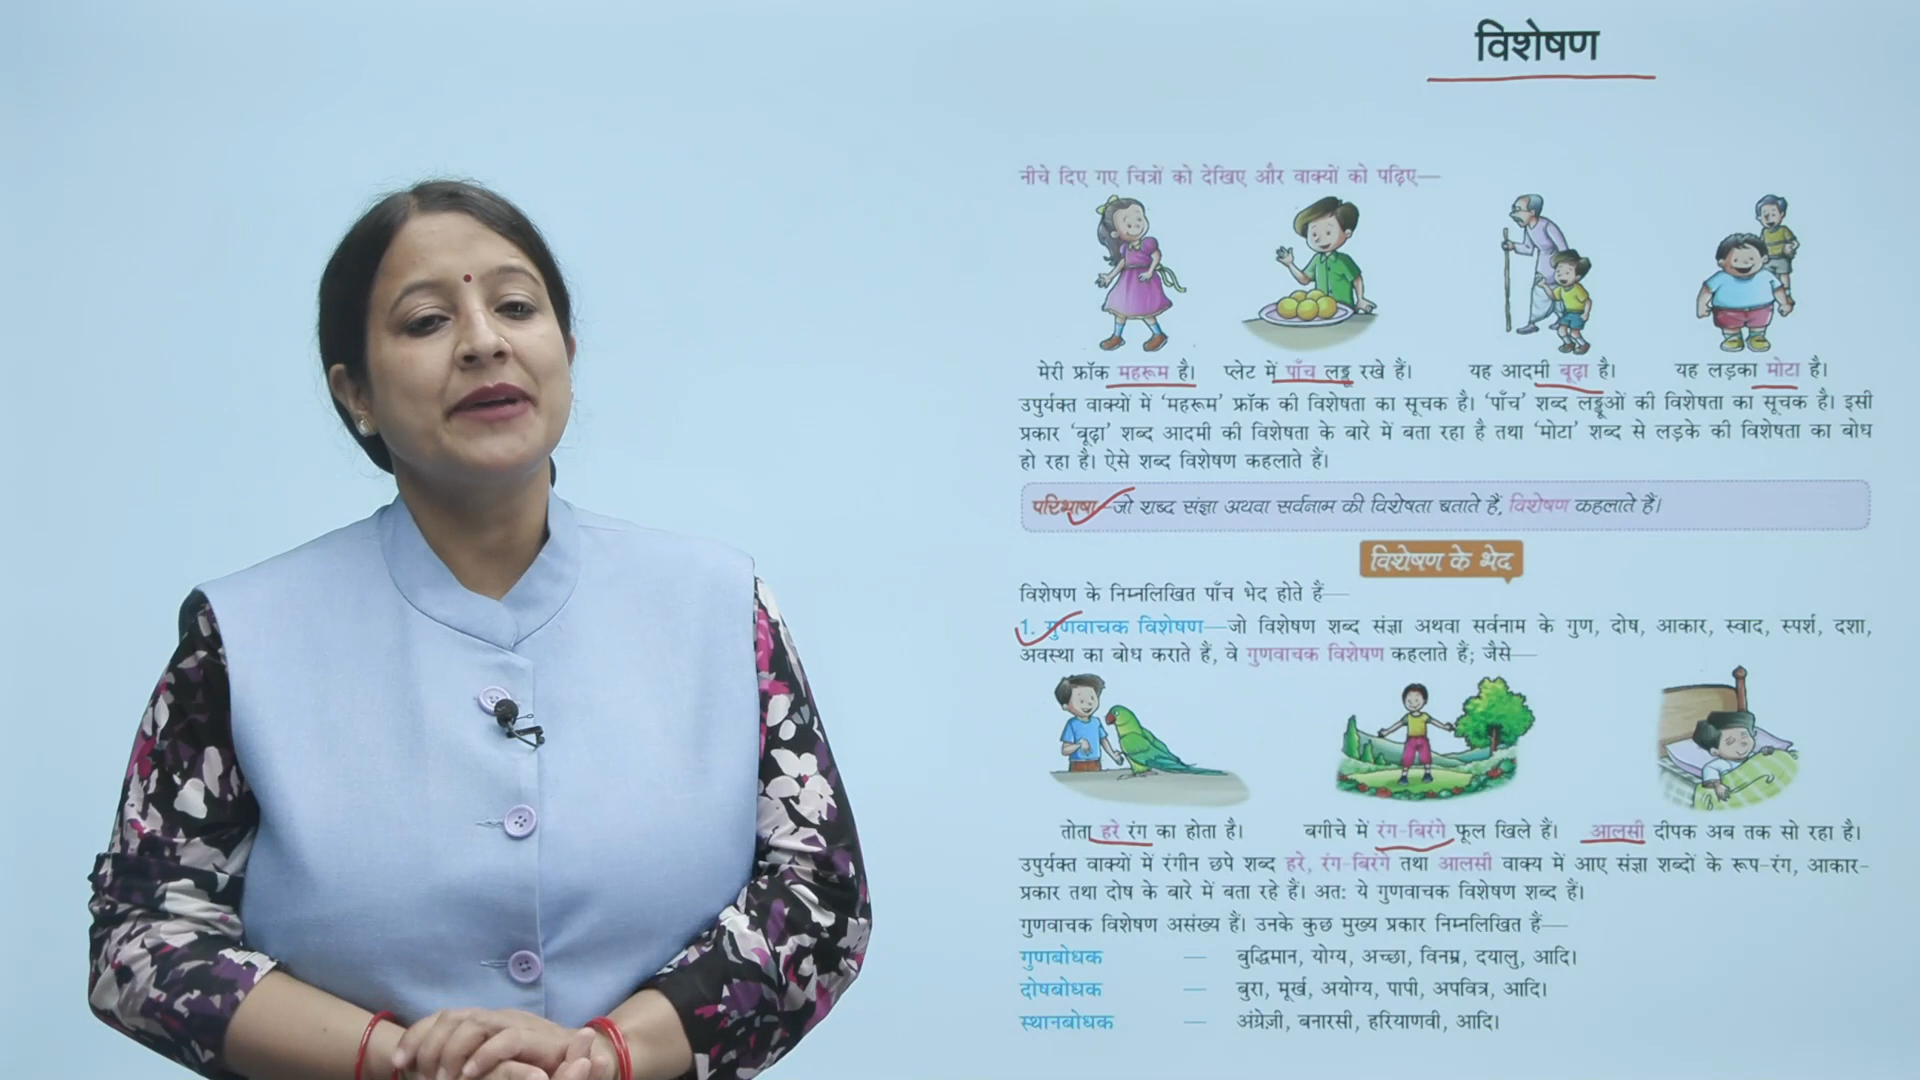 विशेषण
नीचे दिए गए चित्रों को देखिए और वाक्यों को पढ़िए—
मेरी फ्रॉक महरूम है। प्लेट में पाँच लड्डू रखे हैं। यह आदमी बूढ़ा है। यह लड़का मोटा है।
उपुर्यक्त वाक्यों में ‘महरूम’ फ्रॉक की विशेषता का सूचक है। ‘पाँच’ शब्द लड्डूओं की विशेषता का सूचक है। इसी
प्रकार ‘बूढ़ा’ शब्द आदमी की विशेषता के बारे में बता रहा है तथा ‘मोटा’ शब्द से लड़के की विशेषता का बोध
हो रहा है। ऐसे शब्द विशेषण कहलाते हैं।
परिभाषा—जो शब्द संज्ञा अथवा सर्वनाम की विशेषता बताते हैं, विशेषण कहलाते हैं।
विशेषण के भेद
विशेषण के निम्नलिखित पाँच भेद होते हैं—
1. गुणवाचक विशेषण—जो विशेषण शब्द संज्ञा अथवा सर्वनाम के गुण, दोष, आकार, स्वाद, स्पर्श, दशा,
अवस्था का बोध कराते हैं, वे गुणवाचक विशेषण कहलाते हैं; जैसे—
तोता हरे रंग का होता है। बगीचे में रंग-बिरंगे फूल खिले हैं। आलसी दीपक अब तक सो रहा है।
उपुर्यक्त वाक्यों में रंगीन छपे शब्द हरे, रंग-बिरंगे तथा आलसी वाक्य में आए संज्ञा शब्दों के रूप-रंग, आकार-
प्रकार तथा दोष के बारे में बता रहे हैं। अतः ये गुणवाचक विशेषण शब्द हैं।
गुणवाचक विशेषण असंख्य हैं। उनके कुछ मुख्य प्रकार निम्नलिखित हैं—
गुणबोधक — बुद्धिमान, योग्य, अच्छा, विनम्र, दयालु, आदि।
दोषबोधक — बुरा, मूर्ख, अयोग्य, पापी, अपवित्र, आदि।
स्थानबोधक — अंग्रेज़ी, बनारसी, हरियाणवी, आदि।